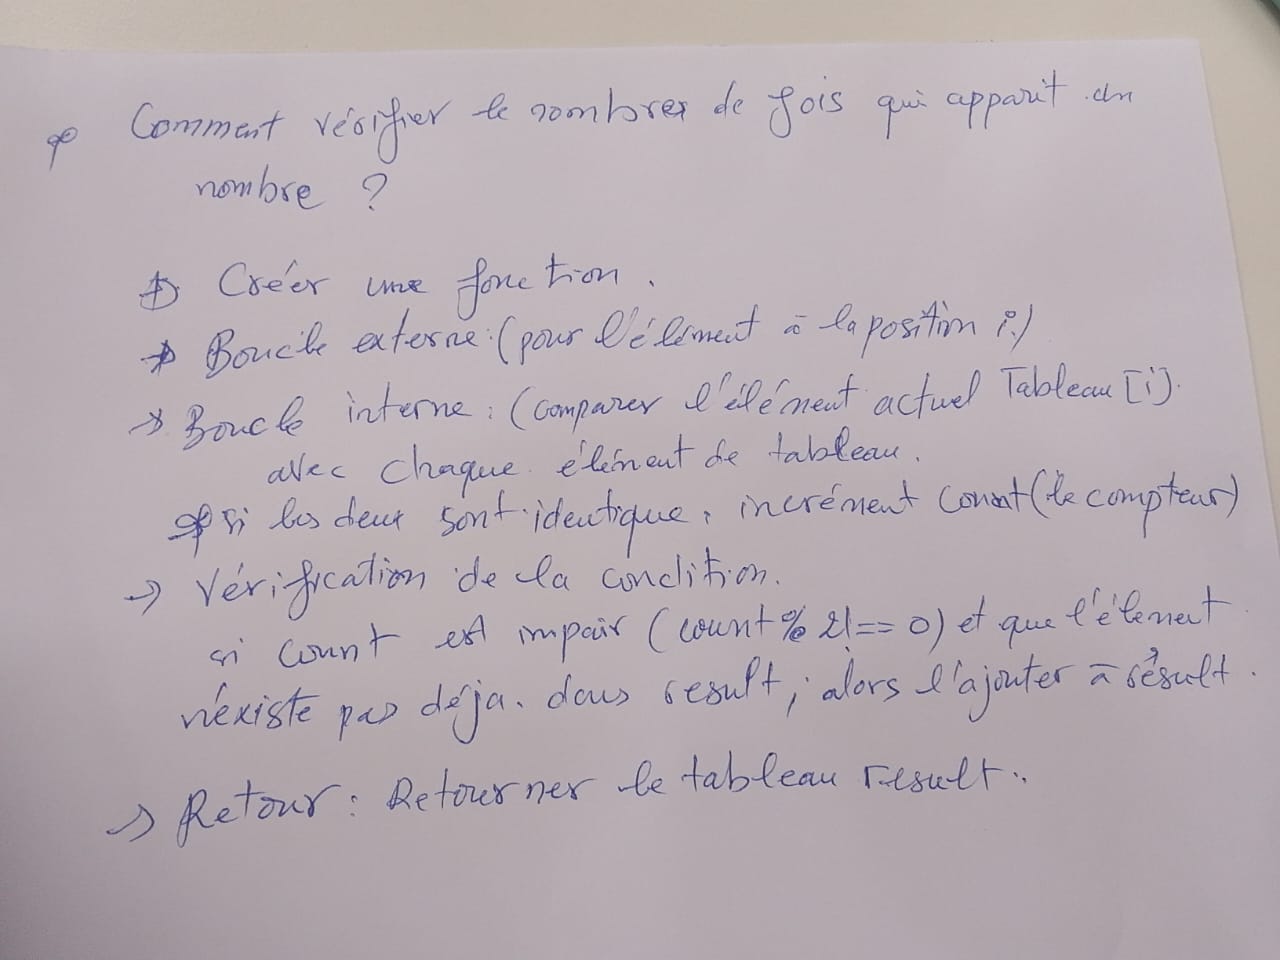 Comment vérifier le nombres de fois qui apparit un
nombre ?
Créer une fonction.
Boucle externe : (pour l'élément à la position i.)
→ Boucle interne : (comparer l'élément actuel Tableau [i].
avec chaque élément de tableau.
si les deux sont identique, incrément count (le compteur)
→ Vérification de la condition.
si count est impair (count % 2 !== 0) et que l'élément
n'existe pas déja dans result, alors l'ajouter à résult.
→ Retour : Retourner le tableau result..